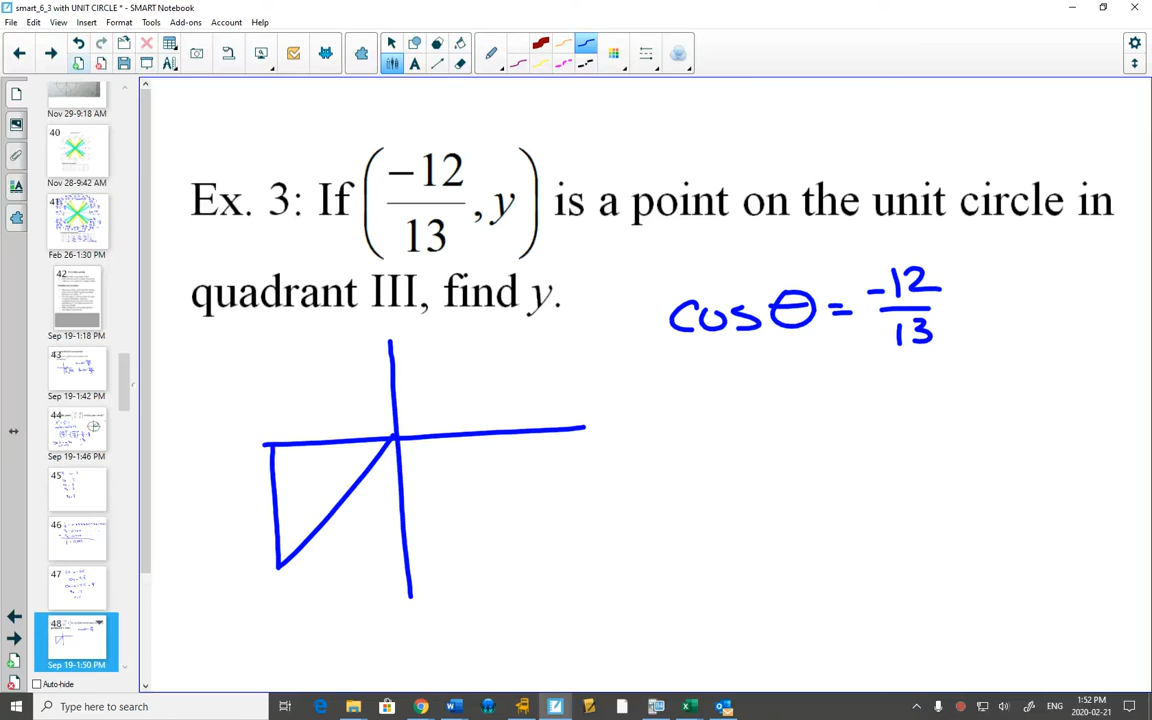 smart_6_3 with UNIT CIRCLE * - SMART Notebook
File Edit View Insert Format Tools Add-ons Account Help
Nov 29-9:18 AM
40
Nov 28-9:42 AM
41
Feb 26-1:30 PM
42
Sep 19-1:18 PM
43
Sep 19-1:42 PM
44
Sep 19-1:46 PM
45
46
47
48
Sep 19-1:50 PM
Auto-hide
Ex. 3: If (−12/13, y) is a point on the unit circle in
quadrant III, find y.
cos θ = -12/13
Type here to search
ENG
1:52 PM
2020-02-21